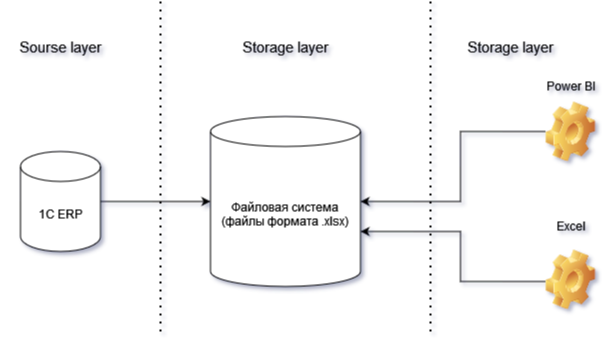 Sourse layer
Storage layer
Storage layer
Power BI
1C ERP
Файловая система
(файлы формата .xlsx)
Excel